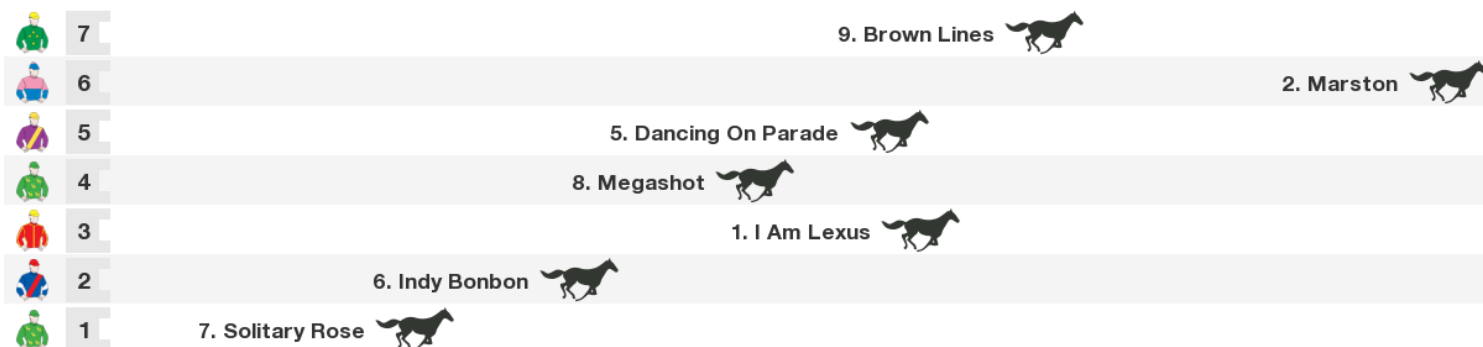 7 9. Brown Lines
6 2. Marston
5 5. Dancing On Parade
4 8. Megashot
3 1. I Am Lexus
2 6. Indy Bonbon
1 7. Solitary Rose